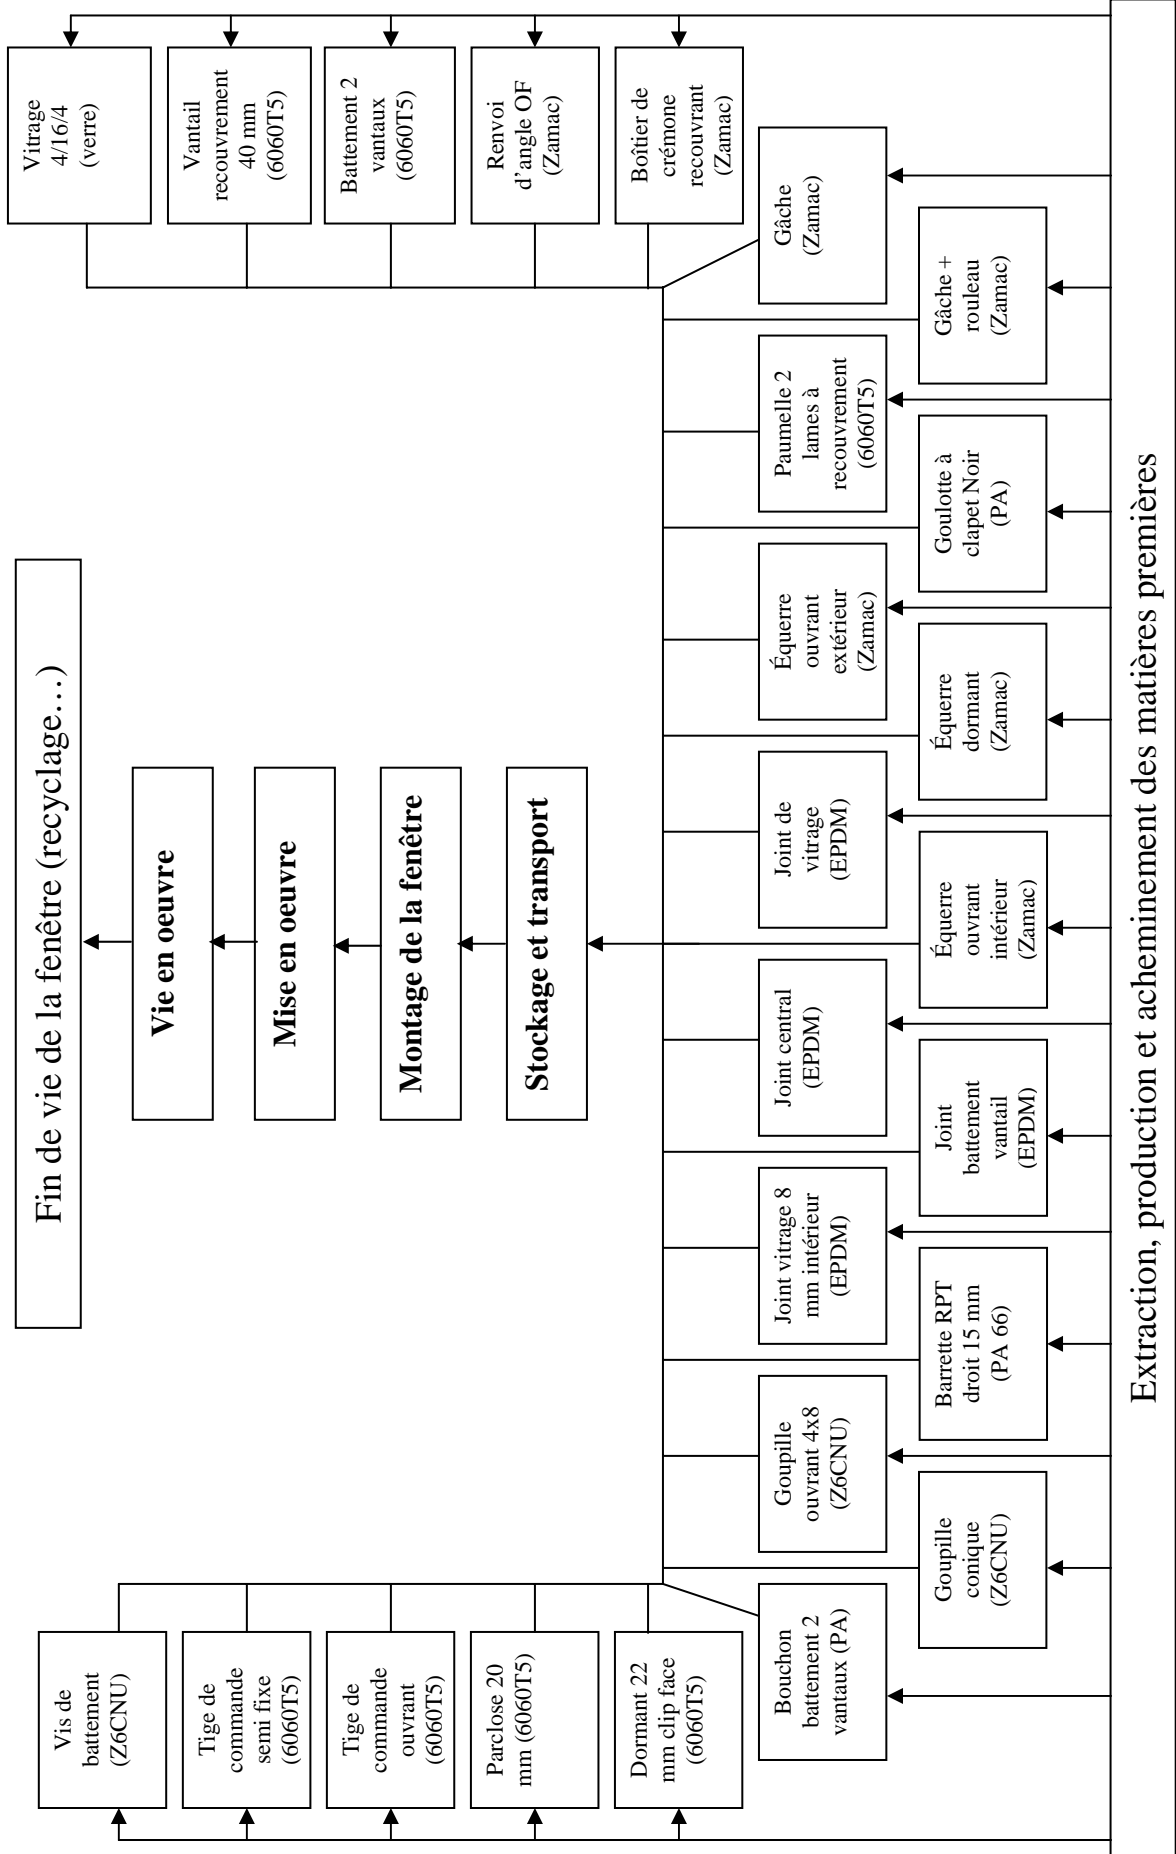 Fin de vie de la fenêtre (recyclage…)
Vie en oeuvre
Mise en oeuvre
Montage de la fenêtre
Stockage et transport
Vis de
battement
(Z6CNU)
Tige de
commande
semi fixe
(6060T5)
Tige de
commande
ouvrant
(6060T5)
Parclose 20
mm (6060T5)
Dormant 22
mm clip face
(6060T5)
Vitrage
4/16/4
(verre)
Vantail
recouvrement
40 mm
(6060T5)
Battement 2
vantaux
(6060T5)
Renvoi
d'angle OF
(Zamac)
Boîtier de
crémone
recouvrant
(Zamac)
Bouchon
battement 2
vantaux (PA)
Goupille
ouvrant 4x8
(Z6CNU)
Joint vitrage 8
mm intérieur
(EPDM)
Joint central
(EPDM)
Joint de
vitrage
(EPDM)
Équerre
ouvrant
extérieur
(Zamac)
Paumelle 2
lames à
recouvrement
(6060T5)
Gâche
(Zamac)
Goupille
conique
(Z6CNU)
Barrette RPT
droit 15 mm
(PA 66)
Joint
battement
vantail
(EPDM)
Équerre
ouvrant
intérieur
(Zamac)
Équerre
dormant
(Zamac)
Goulotte à
clapet Noir
(PA)
Gâche +
rouleau
(Zamac)
Extraction, production et acheminement des matières premières